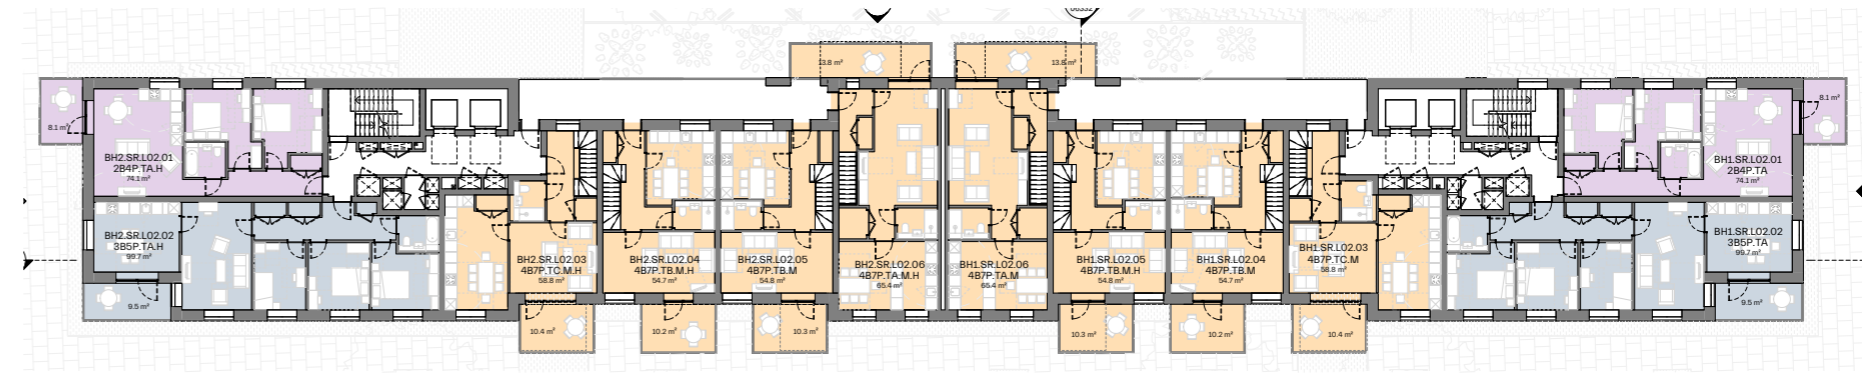 06332
13.8 m²
13.8 m²
8.1 m²
BH2.SR.L02.01
2B4P.TA.H
74.1 m²
BH2.SR.L02.02
3B5P.TA.H
99.7 m²
9.5 m²
BH2.SR.L02.03
4B7P.TC.M.H
58.8 m²
10.4 m²
BH2.SR.L02.04
4B7P.TB.M.H
54.7 m²
10.2 m²
BH2.SR.L02.05
4B7P.TB.M
54.8 m²
10.3 m²
BH2.SR.L02.06
4B7P.TA.M.H
65.4 m²
BH1.SR.L02.06
4B7P.TA.M
65.4 m²
BH1.SR.L02.05
4B7P.TB.M.H
54.8 m²
10.3 m²
BH1.SR.L02.04
4B7P.TB.M
54.7 m²
10.2 m²
BH1.SR.L02.03
4B7P.TC.M
58.8 m²
10.4 m²
BH1.SR.L02.01
2B4P.TA
74.1 m²
8.1 m²
BH1.SR.L02.02
3B5P.TA
99.7 m²
9.5 m²